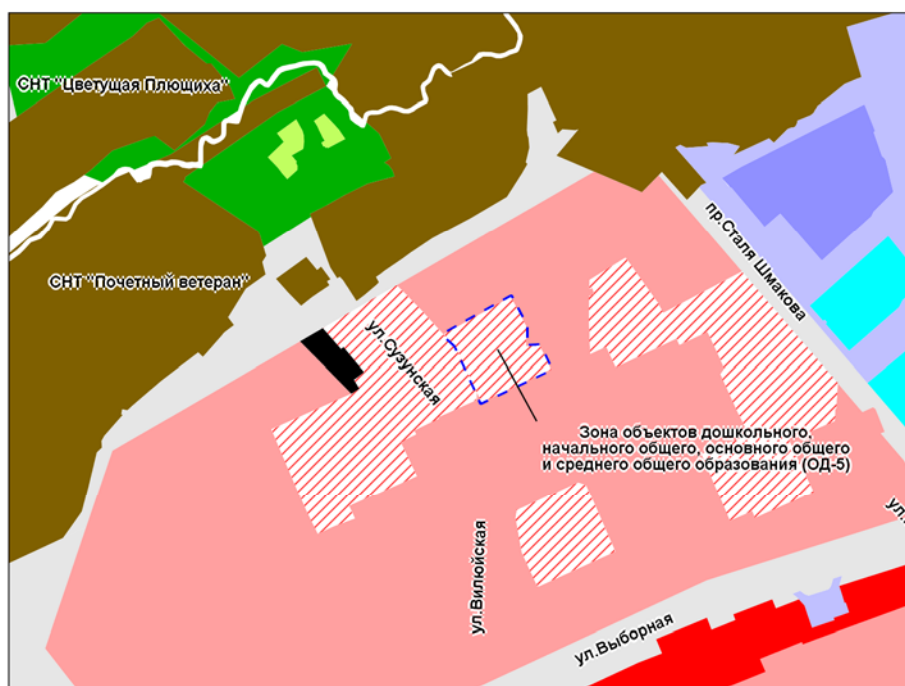 СНТ "Цветущая Плющиха"
пр.Сталя Шмакова
СНТ "Почетный ветеран"
ул.Сузунская
Зона объектов дошкольного,
начального общего, основного общего
и среднего общего образования (ОД-5)
ул.Вилюйская
ул.Выборная
ул.